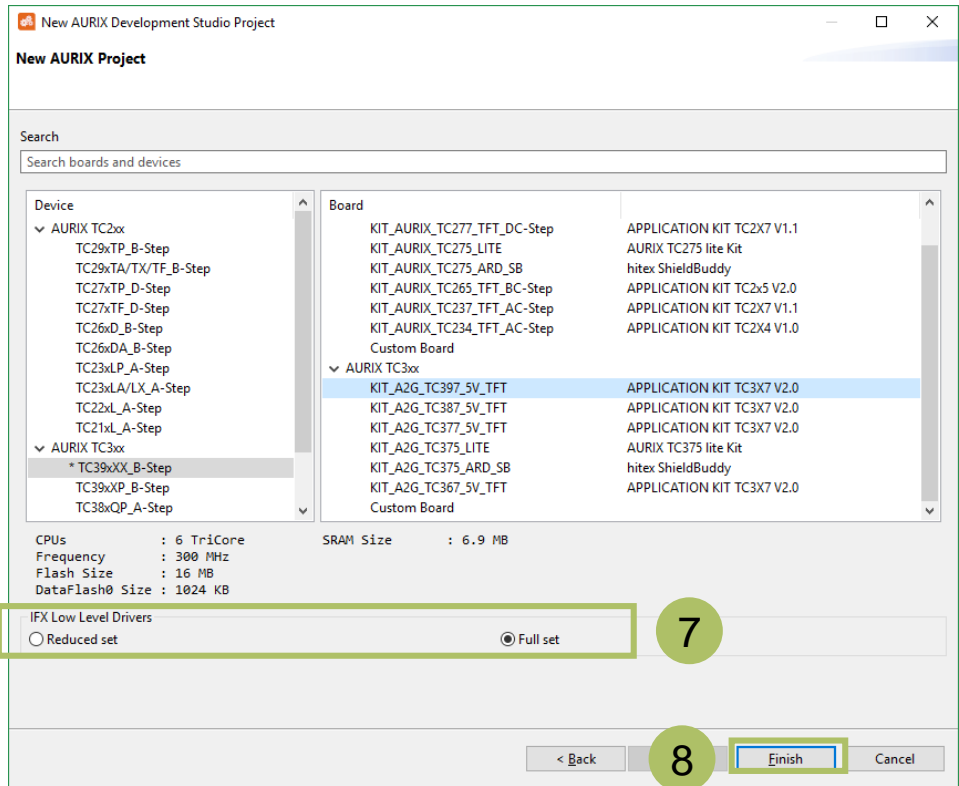 New AURIX Development Studio Project
New AURIX Project
Search
Search boards and devices
Device
AURIX TC2xx
TC29xTP_B-Step
TC29xTA/TX/TF_B-Step
TC27xTP_D-Step
TC27xTF_D-Step
TC26xD_B-Step
TC26xDA_B-Step
TC23xLP_A-Step
TC23xLA/LX_A-Step
TC22xL_A-Step
TC21xL_A-Step
AURIX TC3xx
* TC39xXX_B-Step
TC39xXP_B-Step
TC38xQP_A-Step
Board
KIT_AURIX_TC277_TFT_DC-Step APPLICATION KIT TC2X7 V1.1
KIT_AURIX_TC275_LITE AURIX TC275 lite Kit
KIT_AURIX_TC275_ARD_SB hitex ShieldBuddy
KIT_AURIX_TC265_TFT_BC-Step APPLICATION KIT TC2x5 V2.0
KIT_AURIX_TC237_TFT_AC-Step APPLICATION KIT TC2X7 V1.1
KIT_AURIX_TC234_TFT_AC-Step APPLICATION KIT TC2X4 V1.0
Custom Board
AURIX TC3xx
KIT_A2G_TC397_5V_TFT APPLICATION KIT TC3X7 V2.0
KIT_A2G_TC387_5V_TFT APPLICATION KIT TC3X7 V2.0
KIT_A2G_TC377_5V_TFT APPLICATION KIT TC3X7 V2.0
KIT_A2G_TC375_LITE AURIX TC375 lite Kit
KIT_A2G_TC375_ARD_SB hitex ShieldBuddy
KIT_A2G_TC367_5V_TFT APPLICATION KIT TC3X7 V2.0
Custom Board
CPUs : 6 TriCore SRAM Size : 6.9 MB
Frequency : 300 MHz
Flash Size : 16 MB
DataFlash0 Size : 1024 KB
IFX Low Level Drivers
Reduced set Full set
7
< Back 8 Finish Cancel